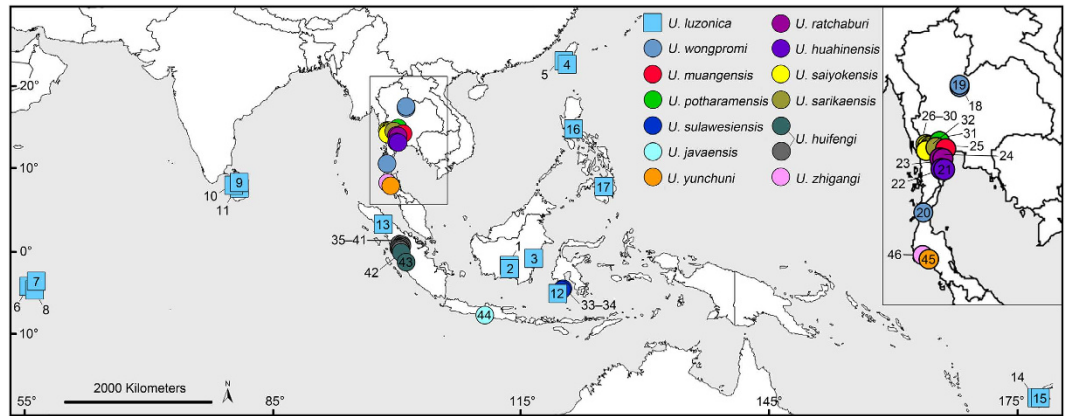 U. luzonica
U. wongpromi
U. muangensis
U. potharamensis
U. sulawesiensis
U. javaensis
U. yunchuni
U. ratchaburi
U. huahinensis
U. saiyokensis
U. sarikaensis
U. huifengi
U. zhigangi
20°
10°
0°
10°
55°
85°
115°
145°
175°
2000 Kilometers
N
4
5
16
17
9
10
11
13
35–41
42
43
2
3
12
33–34
44
7
6
8
14
15
19
18
26–30
32
31
25
23
24
22
21
20
46
45